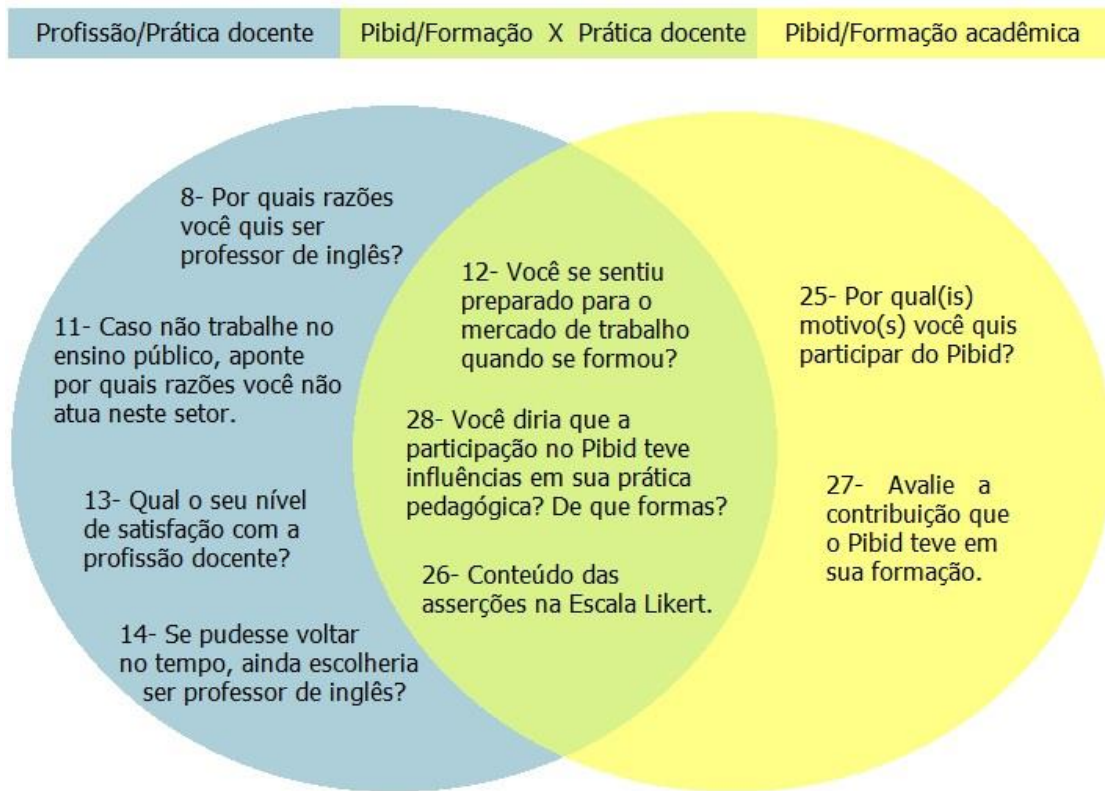 Profissão/Prática docente
Pibid/Formação X Prática docente
Pibid/Formação acadêmica
8- Por quais razões
você quis ser
professor de inglês?
11- Caso não trabalhe no
ensino público, aponte
por quais razões você não
atua neste setor.
13- Qual o seu nível
de satisfação com a
profissão docente?
14- Se pudesse voltar
no tempo, ainda escolheria
ser professor de inglês?
12- Você se sentiu
preparado para o
mercado de trabalho
quando se formou?
28- Você diria que a
participação no Pibid teve
influências em sua prática
pedagógica? De que formas?
26- Conteúdo das
asserções na Escala Likert.
25- Por qual(is)
motivo(s) você quis
participar do Pibid?
27- Avalie a
contribuição que
o Pibid teve em
sua formação.